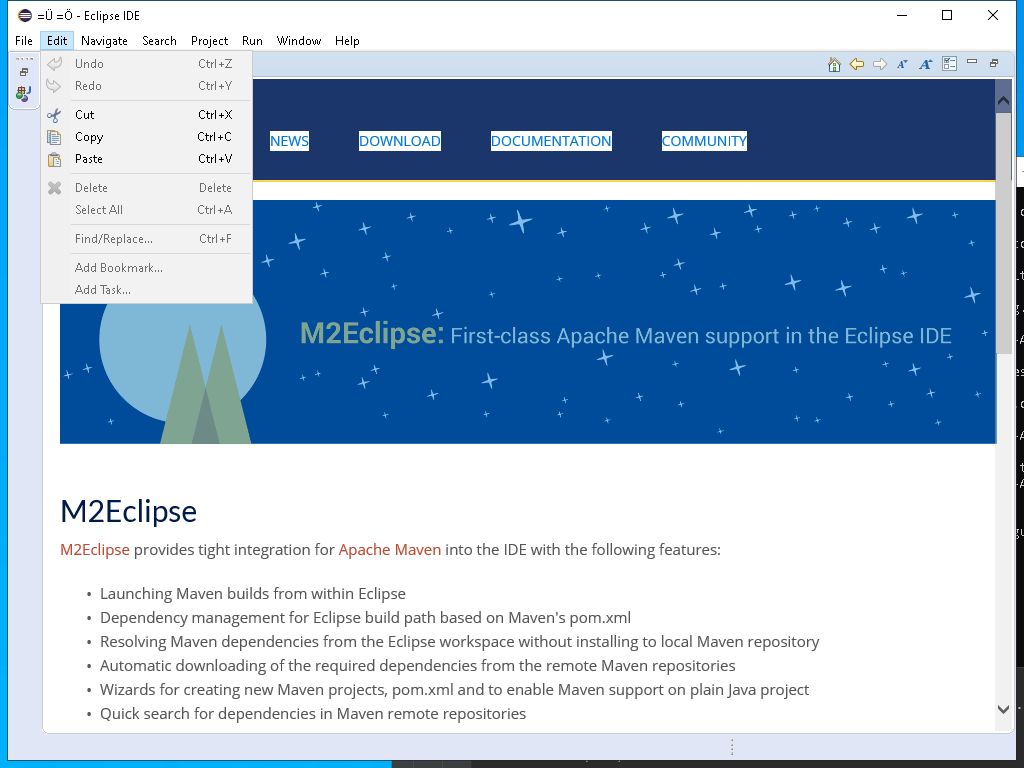 =Ü =Ö - Eclipse IDE
File Edit Navigate Search Project Run Window Help
Undo Ctrl+Z
Redo Ctrl+Y
Cut Ctrl+X
Copy Ctrl+C
Paste Ctrl+V
Delete Delete
Select All Ctrl+A
Find/Replace... Ctrl+F
Add Bookmark...
Add Task...
NEWS DOWNLOAD DOCUMENTATION COMMUNITY
M2Eclipse: First-class Apache Maven support in the Eclipse IDE
M2Eclipse
M2Eclipse provides tight integration for Apache Maven into the IDE with the following features:
• Launching Maven builds from within Eclipse
• Dependency management for Eclipse build path based on Maven's pom.xml
• Resolving Maven dependencies from the Eclipse workspace without installing to local Maven repository
• Automatic downloading of the required dependencies from the remote Maven repositories
• Wizards for creating new Maven projects, pom.xml and to enable Maven support on plain Java project
• Quick search for dependencies in Maven remote repositories